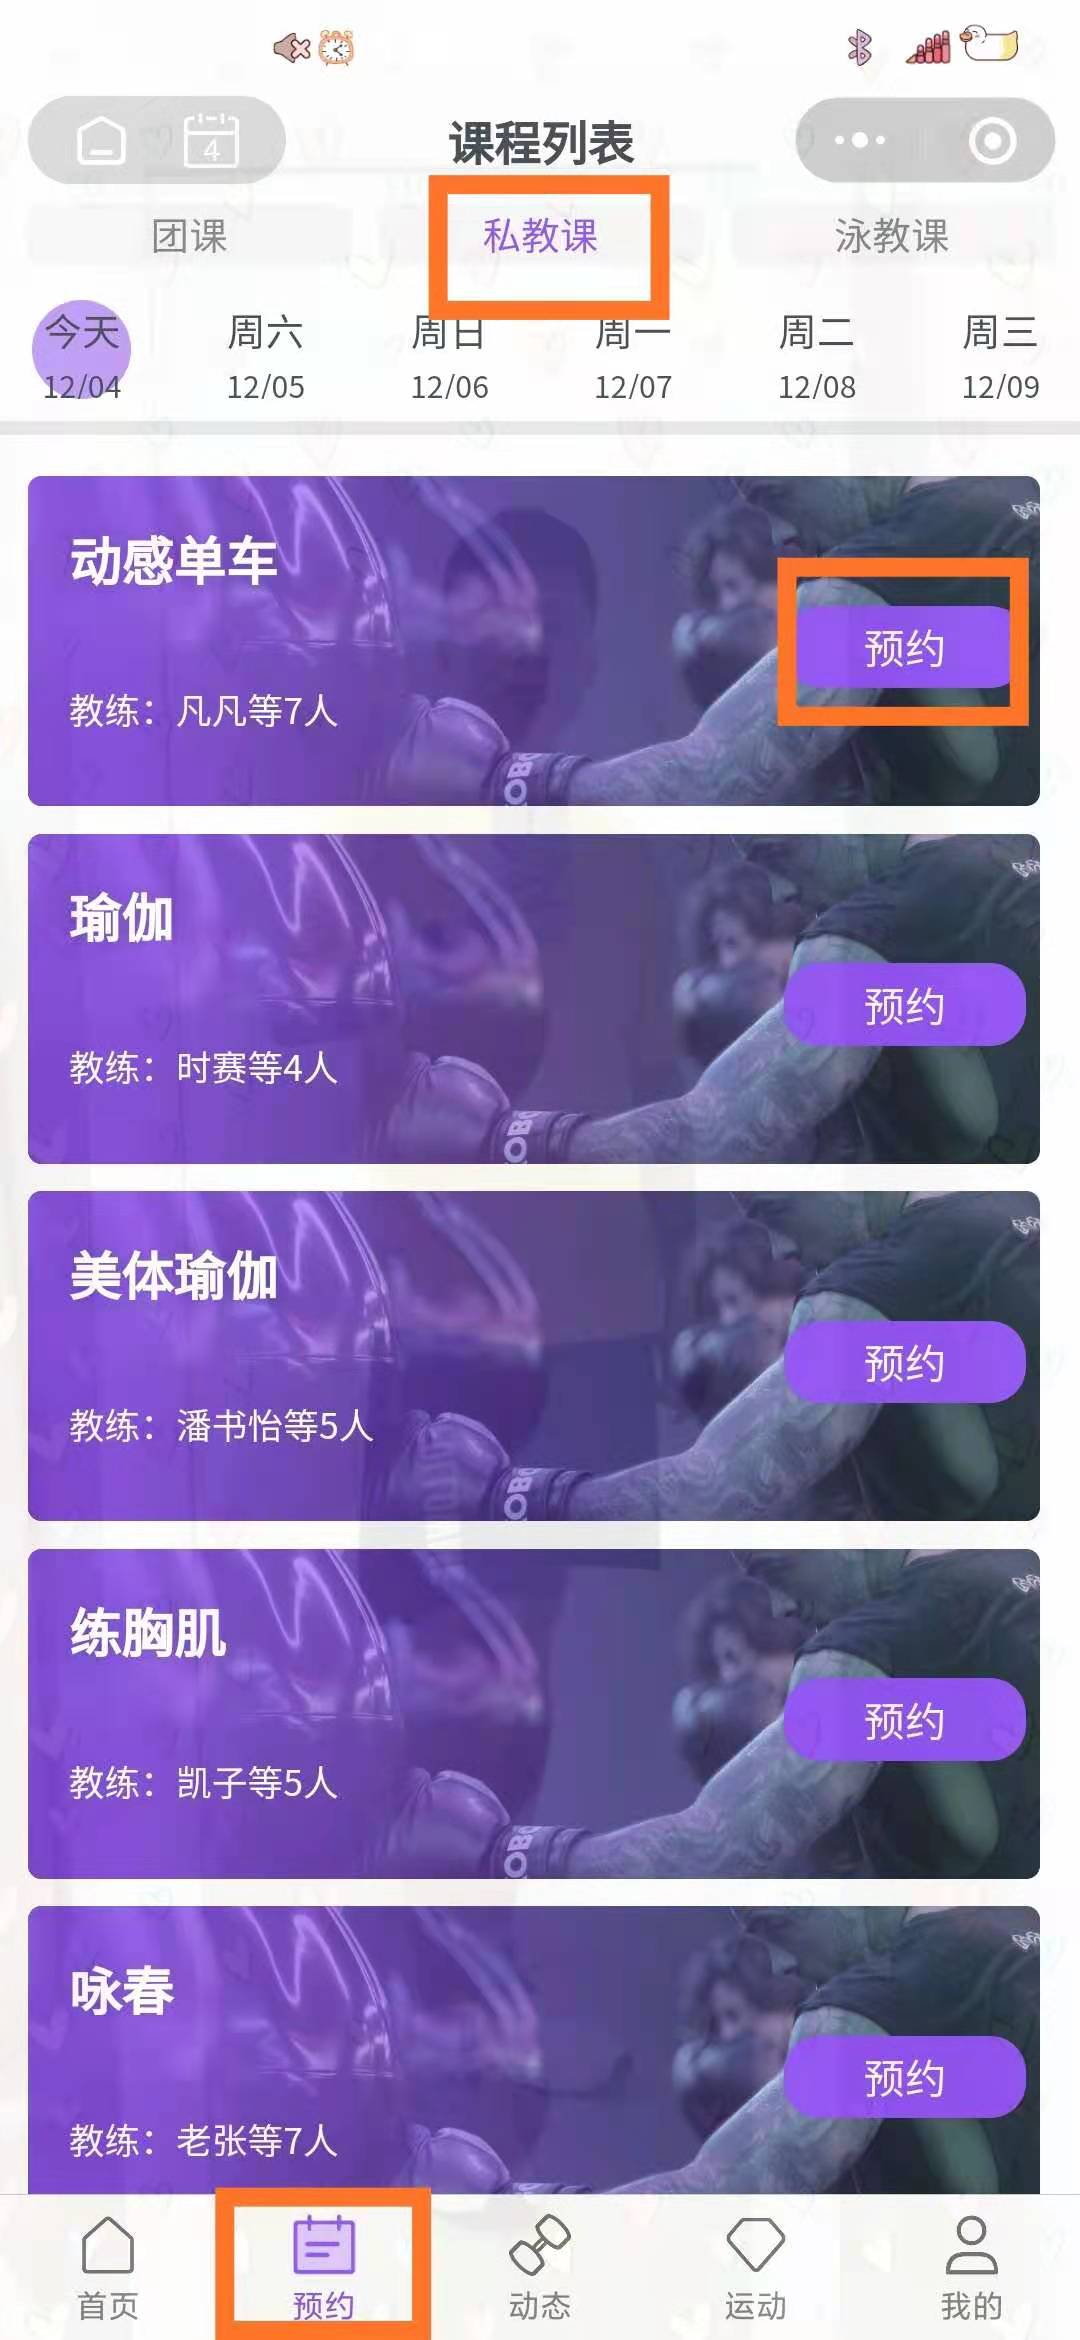 4
课程列表
团课 私教课 泳教课
今天 周六 周日 周一 周二 周三
12/04 12/05 12/06 12/07 12/08 12/09
动感单车
预约
教练：凡凡等7人
瑜伽
预约
教练：时赛等4人
美体瑜伽
预约
教练：潘书怡等5人
练胸肌
预约
教练：凯子等5人
咏春
预约
教练：老张等7人
首页 预约 动态 运动 我的